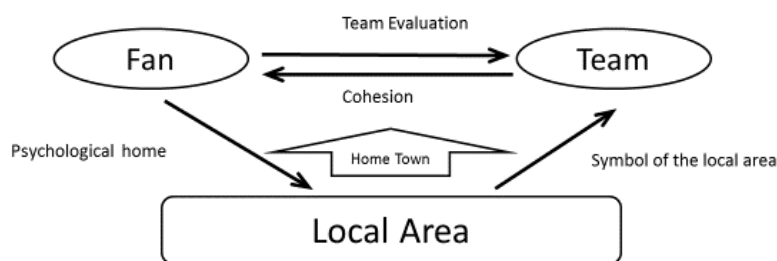 Team Evaluation
Fan
Team
Cohesion
Psychological home
Home Town
Symbol of the local area
Local Area